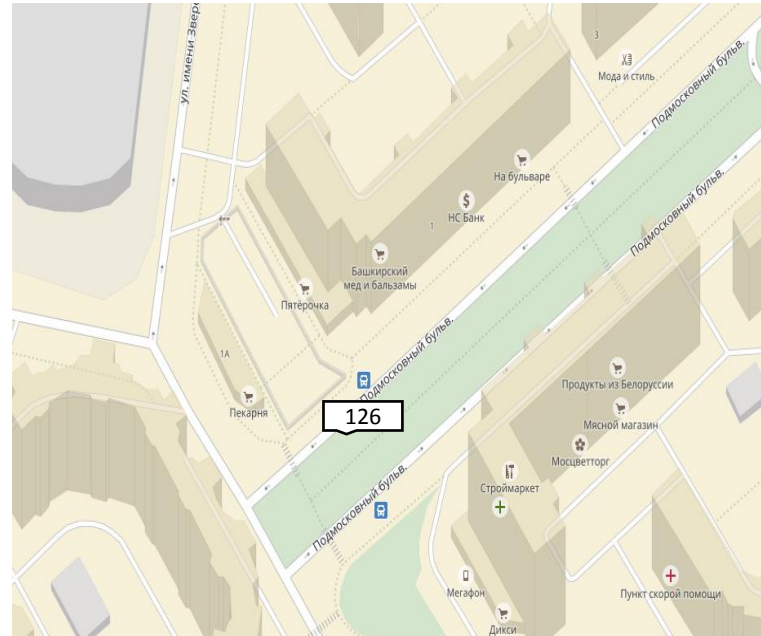 ул. имени Зверс
3
Мода и стиль
Подмосковный бульв.
На бульваре
$
НС Банк
1
Подмосковный бульв.
Башкирский
мед и бальзамы
Пятёрочка
Подмосковный бульв.
1А
Пекарня
Продукты из Белоруссии
126
Мясной магазин
Мосцветторг
Строймаркет
Подмосковный бульв.
Мегафон
Пункт скорой помощи
Дикси